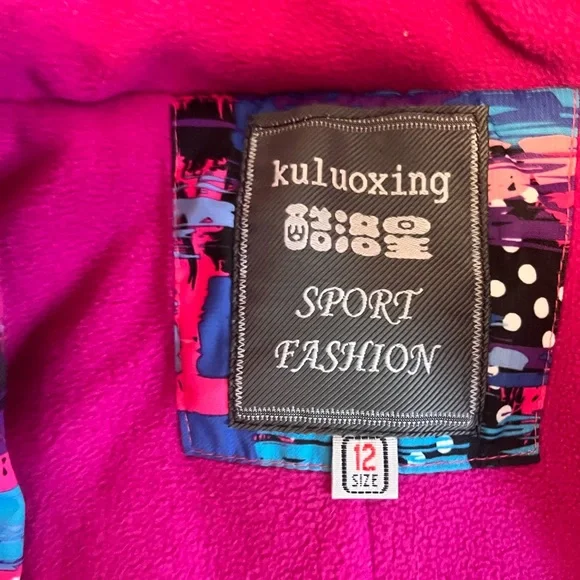 kuluoxing
酷洛星
SPORT
FASHION
12
SIZE